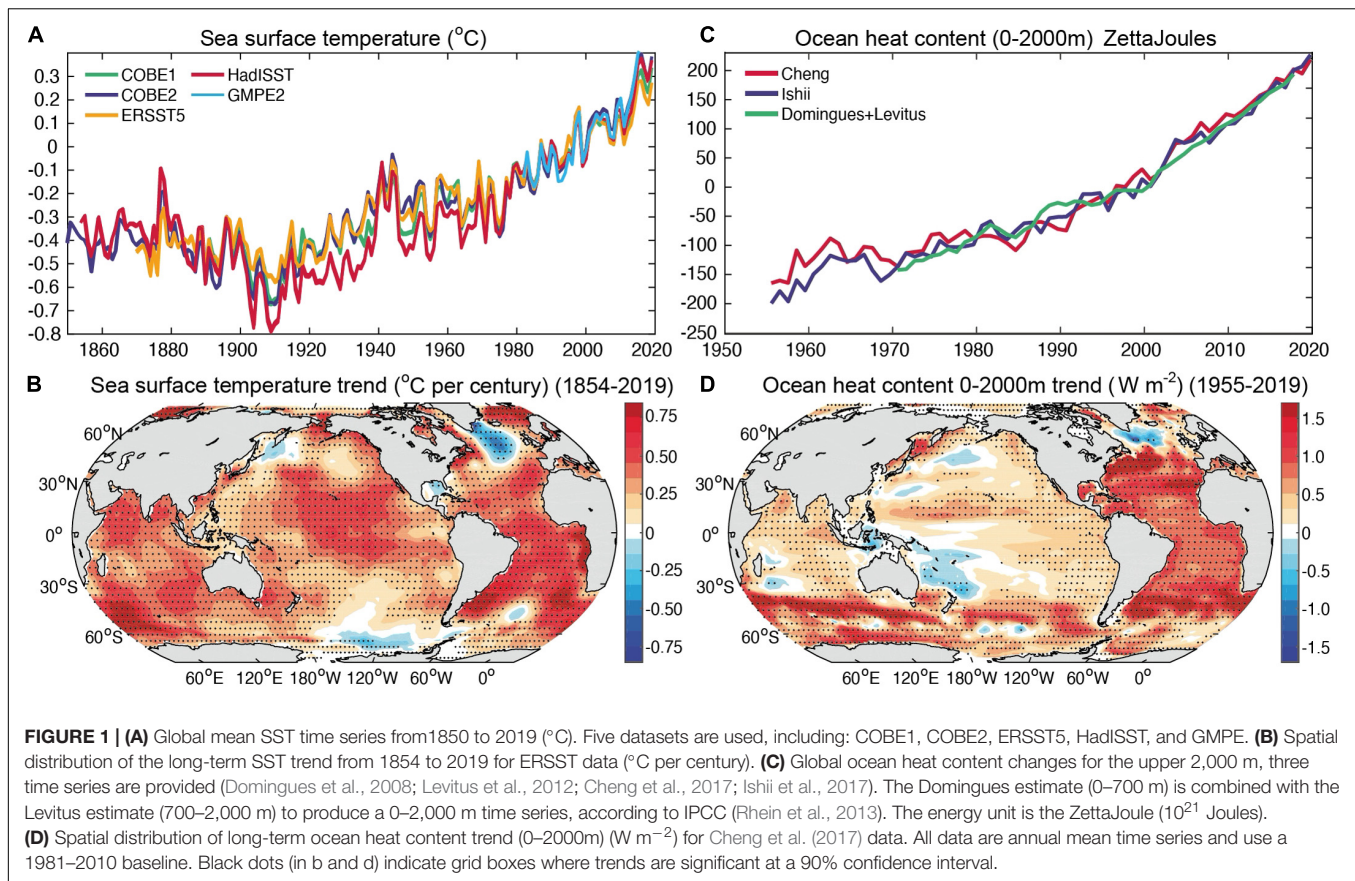 A Sea surface temperature (°C)
COBE1
COBE2
ERSST5
HadISST
GMPE2
0.3
0.2
0.1
0
-0.1
-0.2
-0.3
-0.4
-0.5
-0.6
-0.7
-0.8
1860 1880 1900 1920 1940 1960 1980 2000 2020
C Ocean heat content (0-2000m) ZettaJoules
Cheng
Ishii
Domingues+Levitus
200
150
100
50
0
-50
-100
-150
-200
-250
1950 1960 1970 1980 1990 2000 2010 2020
B Sea surface temperature trend (°C per century) (1854-2019)
60°N
30°N
0°
30°S
60°S
60°E 120°E 180°W 120°W 60°W 0°
0.75
0.50
0.25
0
-0.25
-0.50
-0.75
D Ocean heat content 0-2000m trend (W m⁻²) (1955-2019)
60°N
30°N
0°
30°S
60°S
60°E 120°E 180°W 120°W 60°W 0°
1.5
1.0
0.5
0
-0.5
-1.0
-1.5
FIGURE 1 | (A) Global mean SST time series from1850 to 2019 (°C). Five datasets are used, including: COBE1, COBE2, ERSST5, HadISST, and GMPE. (B) Spatial
distribution of the long-term SST trend from 1854 to 2019 for ERSST data (°C per century). (C) Global ocean heat content changes for the upper 2,000 m, three
time series are provided (Domingues et al., 2008; Levitus et al., 2012; Cheng et al., 2017; Ishii et al., 2017). The Domingues estimate (0–700 m) is combined with the
Levitus estimate (700–2,000 m) to produce a 0–2,000 m time series, according to IPCC (Rhein et al., 2013). The energy unit is the ZettaJoule (10²¹ Joules).
(D) Spatial distribution of long-term ocean heat content trend (0–2000m) (W m⁻²) for Cheng et al. (2017) data. All data are annual mean time series and use a
1981–2010 baseline. Black dots (in b and d) indicate grid boxes where trends are significant at a 90% confidence interval.